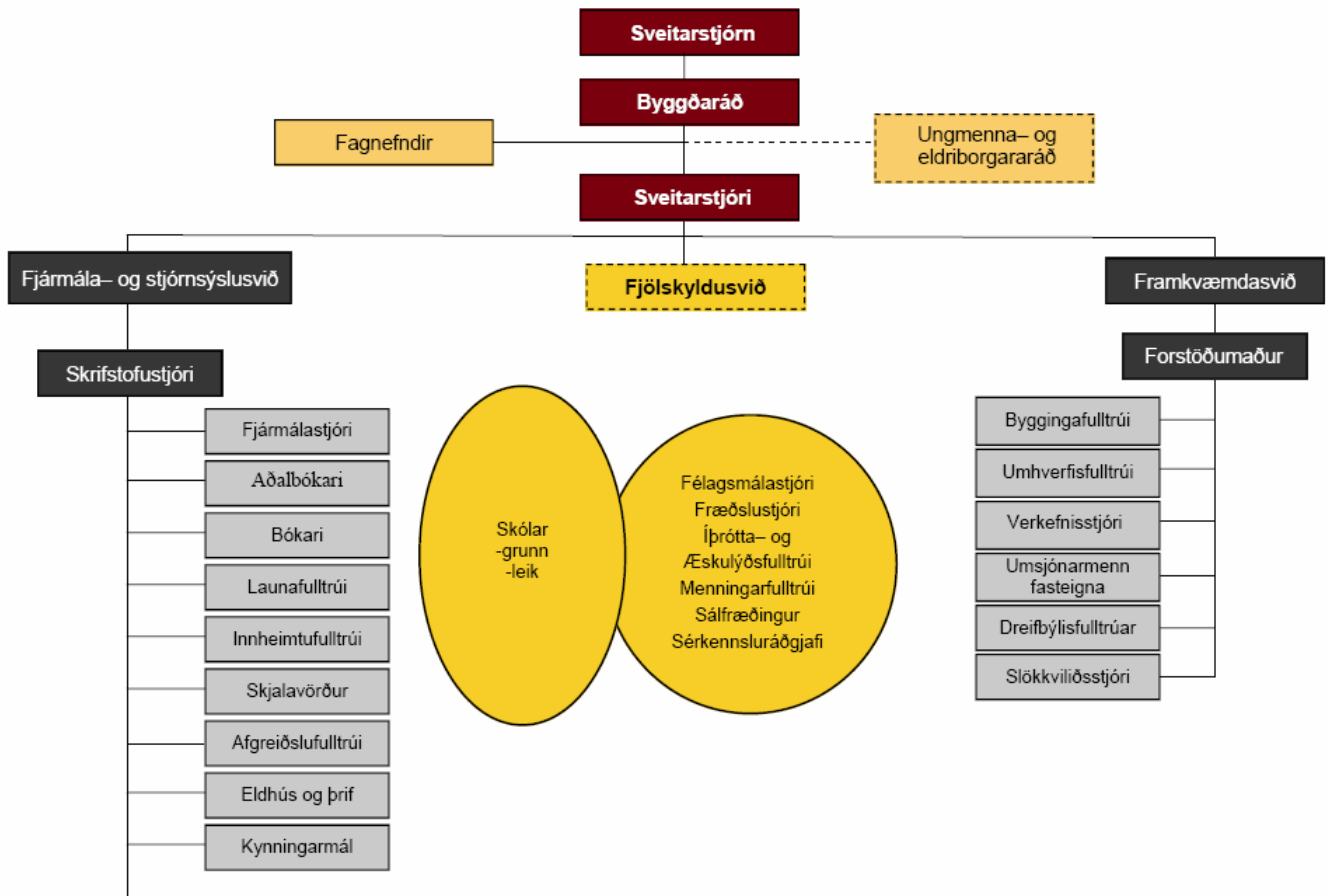 Sveitarstjórn
Byggðaráð
Fagnefndir
Ungmenna– og
eldriborgararáð
Sveitarstjóri
Fjármála– og stjórnsýslusvið
Fjölskyldusvið
Framkvæmdasvið
Skrifstofustjóri
Forstöðumaður
Fjármálastjóri
Aðalbókari
Bókari
Launafulltrúi
Innheimtufulltrúi
Skjalavörður
Afgreiðslufulltrúi
Eldhús og þrif
Kynningarmál
Skólar
-grunn
-leik
Félagsmálastjóri
Fræðslustjóri
Íþrótta– og
Æskulýðsfulltrúi
Menningarfulltrúi
Sálfræðingur
Sérkennsluráðgjafi
Byggingafulltrúi
Umhverfisfulltrúi
Verkefnisstjóri
Umsjónarmenn
fasteigna
Dreifbýlisfulltrúar
Slökkviliðsstjóri